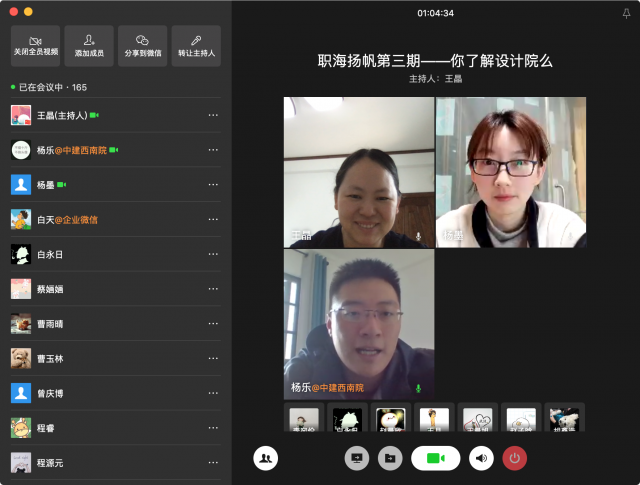 01:04:34
关闭全员视频
添加成员
分享到微信
转让主持人
已在会议中 · 165
王晶(主持人)
杨乐@中建西南院
杨墨
白天@企业微信
白永日
蔡婳婳
曹雨晴
曹玉林
曾庆博
程睿
程源元
职海扬帆第三期——你了解设计院么
主持人：王晶
王晶
杨墨
杨乐@中建西南院